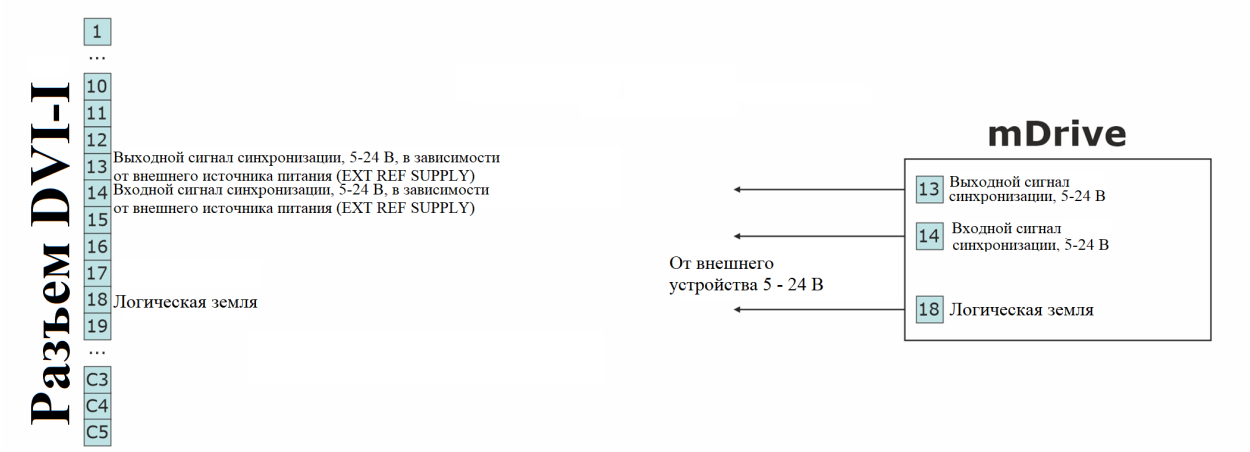 Разъем DVI-I
1
...
10
11
12
13
Выходной сигнал синхронизации, 5-24 В, в зависимости
от внешнего источника питания (EXT REF SUPPLY)
14
Входной сигнал синхронизации, 5-24 В, в зависимости
от внешнего источника питания (EXT REF SUPPLY)
15
16
17
18 Логическая земля
19
...
C3
C4
C5
mDrive
13
Выходной сигнал
синхронизации, 5-24 В
14
Входной сигнал
синхронизации, 5-24 В
От внешнего
устройства 5 - 24 В
18 Логическая земля